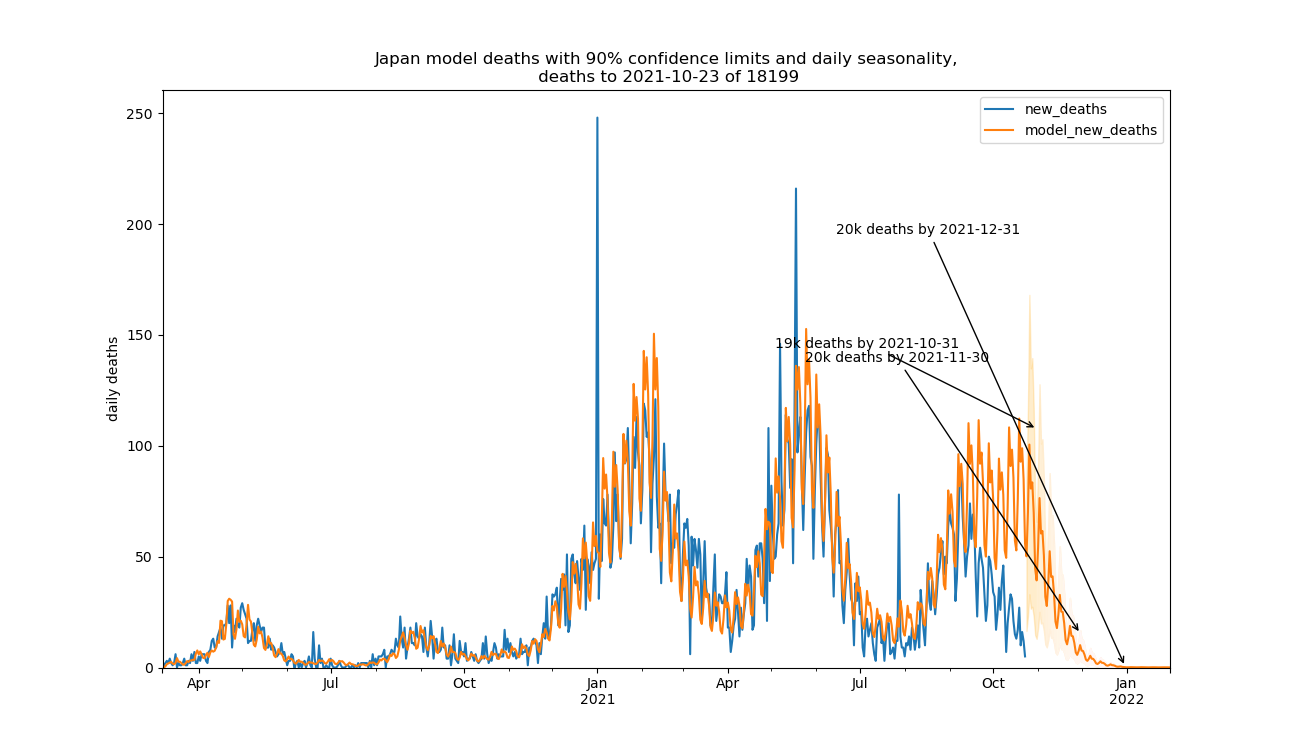 Japan model deaths with 90% confidence limits and daily seasonality,
deaths to 2021-10-23 of 18199
new_deaths
model_new_deaths
daily deaths
250
200
150
100
50
0
20k deaths by 2021-12-31
19k deaths by 2021-10-31
20k deaths by 2021-11-30
Apr
Jul
Oct
Jan
2021
Apr
Jul
Oct
Jan
2022